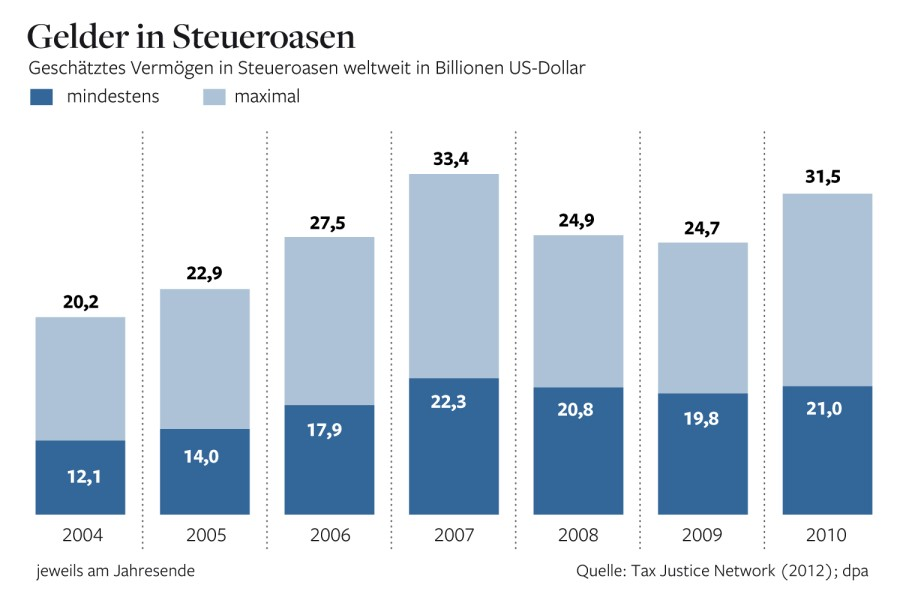 Gelder in Steueroasen
Geschätztes Vermögen in Steueroasen weltweit in Billionen US-Dollar
mindestens maximal
33,4
31,5
27,5
24,9
24,7
22,9
20,2
22,3
20,8
21,0
19,8
17,9
14,0
12,1
2004 2005 2006 2007 2008 2009 2010
jeweils am Jahresende Quelle: Tax Justice Network (2012); dpa